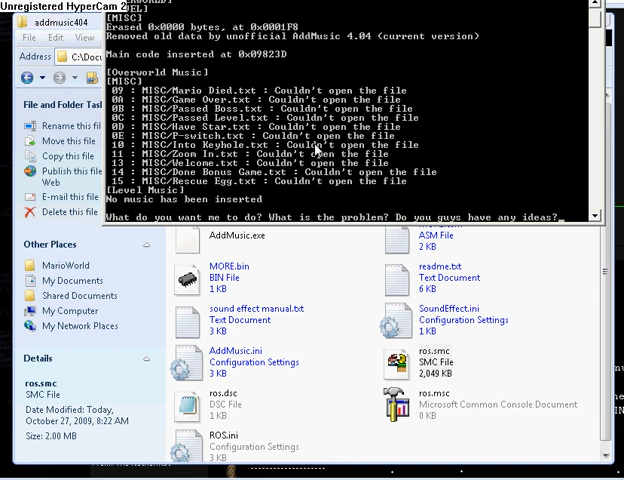 Unregistered HyperCam 2
addmusic404
File Edit
Address C:\Docu
File and Folder Task
Rename this fil
Move this file
Copy this file
Publish this file
Web
E-mail this file
Delete this file
Other Places
MarioWorld
My Documents
Shared Documents
My Computer
My Network Places
Details
ros.smc
SMC File
Date Modified: Today,
October 27, 2009, 8:22 AM
Size: 2.00 MB
[MISC]
Erased 0x0000 bytes, at 0x0001F8
Removed old data by unofficial AddMusic 4.04 (current version)
Main code inserted at 0x09823D
[Overworld Music]
[MISC]
09 : MISC/Mario Died.txt : Couldn't open the file
0A : MISC/Game Over.txt : Couldn't open the file
0B : MISC/Passed Boss.txt : Couldn't open the file
0C : MISC/Passed Level.txt : Couldn't open the file
0D : MISC/Have Star.txt : Couldn't open the file
0E : MISC/P-switch.txt : Couldn't open the file
10 : MISC/Into Keyhole.txt : Couldn't open the file
11 : MISC/Zoom In.txt : Couldn't open the file
13 : MISC/Welcome.txt : Couldn't open the file
14 : MISC/Done Bonus Game.txt : Couldn't open the file
15 : MISC/Rescue Egg.txt : Couldn't open the file
[Level Music]
No music has been inserted
What do you want me to do? What is the problem? Do you guys have any ideas?_
AddMusic.exe
ASM File
2 KB
MORE.bin
BIN File
1 KB
readme.txt
Text Document
6 KB
sound effect manual.txt
Text Document
3 KB
SoundEffect.ini
Configuration Settings
1 KB
AddMusic.ini
Configuration Settings
3 KB
ros.smc
SMC File
2,049 KB
ros.dsc
DSC File
1 KB
ros.msc
Microsoft Common Console Document
0 KB
ROS.ini
Configuration Settings